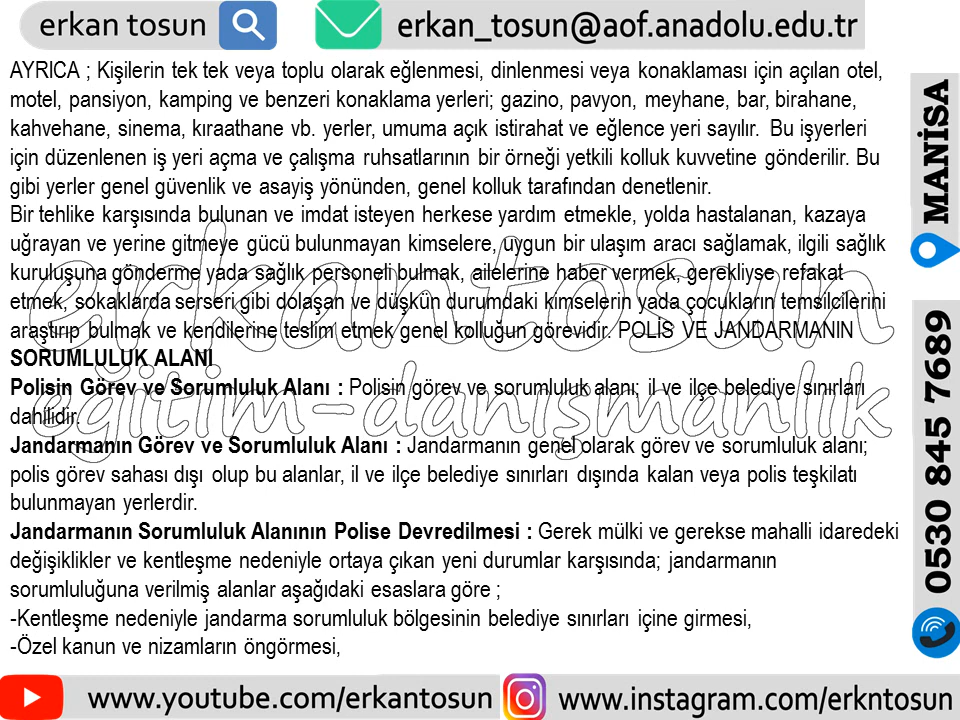 erkan tosun
erkan_tosun@aof.anadolu.edu.tr
AYRICA ; Kişilerin tek tek veya toplu olarak eğlenmesi, dinlenmesi veya konaklaması için açılan otel,
motel, pansiyon, kamping ve benzeri konaklama yerleri; gazino, pavyon, meyhane, bar, birahane,
kahvehane, sinema, kıraathane vb. yerler, umuma açık istirahat ve eğlence yeri sayılır. Bu işyerleri
için düzenlenen iş yeri açma ve çalışma ruhsatlarının bir örneği yetkili kolluk kuvvetine gönderilir. Bu
gibi yerler genel güvenlik ve asayiş yönünden, genel kolluk tarafından denetlenir.
Bir tehlike karşısında bulunan ve imdat isteyen herkese yardım etmekle, yolda hastalanan, kazaya
uğrayan ve yerine gitmeye gücü bulunmayan kimselere, uygun bir ulaşım aracı sağlamak, ilgili sağlık
kuruluşuna gönderme yada sağlık personeli bulmak, ailelerine haber vermek, gerekliyse refakat
etmek, sokaklarda serseri gibi dolaşan ve düşkün durumdaki kimselerin yada çocukların temsilcilerini
araştırıp bulmak ve kendilerine teslim etmek genel kolluğun görevidir. POLİS VE JANDARMANIN
SORUMLULUK ALANI
Polisin Görev ve Sorumluluk Alanı : Polisin görev ve sorumluluk alanı; il ve ilçe belediye sınırları
dahilidir.
Jandarmanın Görev ve Sorumluluk Alanı : Jandarmanın genel olarak görev ve sorumluluk alanı;
polis görev sahası dışı olup bu alanlar, il ve ilçe belediye sınırları dışında kalan veya polis teşkilatı
bulunmayan yerlerdir.
Jandarmanın Sorumluluk Alanının Polise Devredilmesi : Gerek mülki ve gerekse mahalli idaredeki
değişiklikler ve kentleşme nedeniyle ortaya çıkan yeni durumlar karşısında; jandarmanın
sorumluluğuna verilmiş alanlar aşağıdaki esaslara göre ;
-Kentleşme nedeniyle jandarma sorumluluk bölgesinin belediye sınırları içine girmesi,
-Özel kanun ve nizamların öngörmesi,
erkantosun
eğitim-danışmanlık
MANİSA
0530 845 7689
www.youtube.com/erkantosun
www.instagram.com/erkntosun